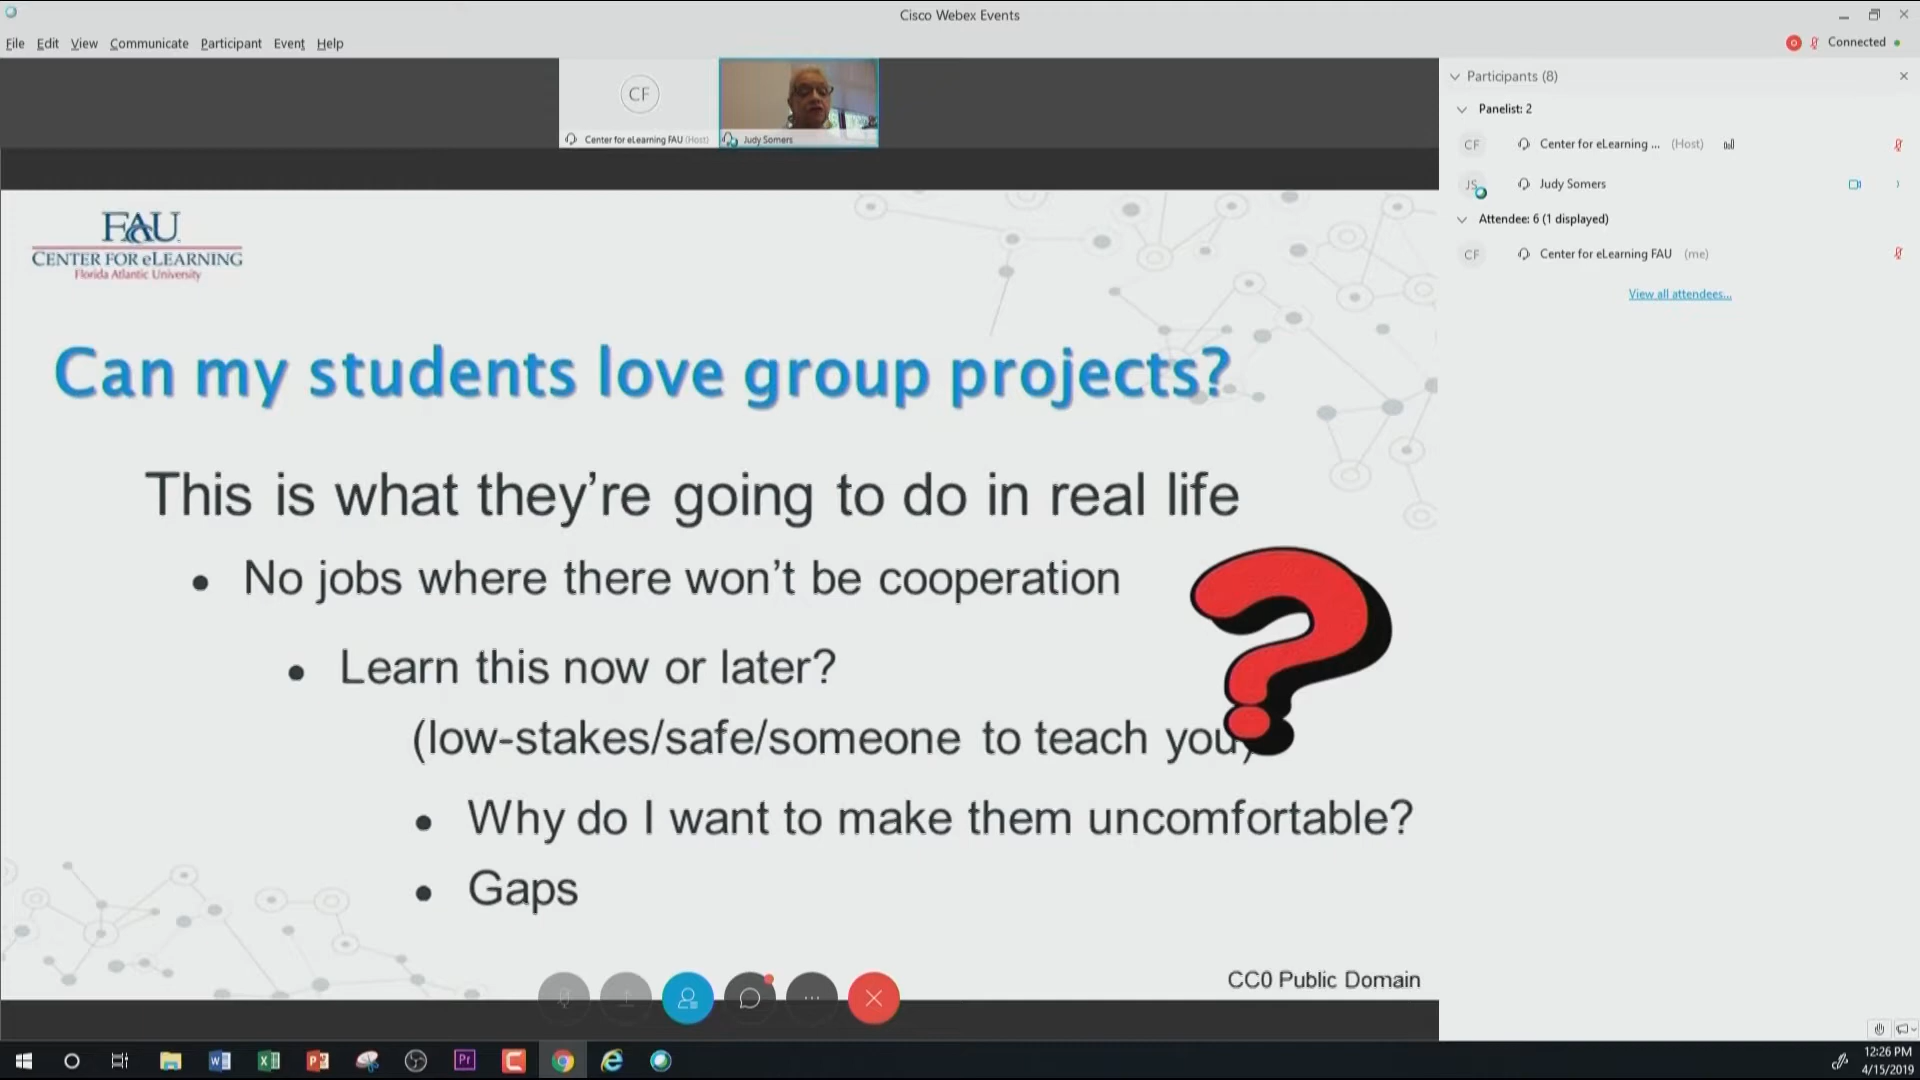 Cisco Webex Events
File Edit View Communicate Participant Event Help
Connected
CF
Center for eLearning FAU (Host)
Judy Somers
Participants (8)
Panelist: 2
CF Center for eLearning ... (Host)
JS Judy Somers
Attendee: 6 (1 displayed)
CF Center for eLearning FAU (me)
View all attendees...
FAU
CENTER FOR eLEARNING
Florida Atlantic University
Can my students love group projects?
This is what they’re going to do in real life
• No jobs where there won’t be cooperation
• Learn this now or later?
(low-stakes/safe/someone to teach you)
• Why do I want to make them uncomfortable?
• Gaps
CC0 Public Domain
Pr
12:26 PM
4/15/2019